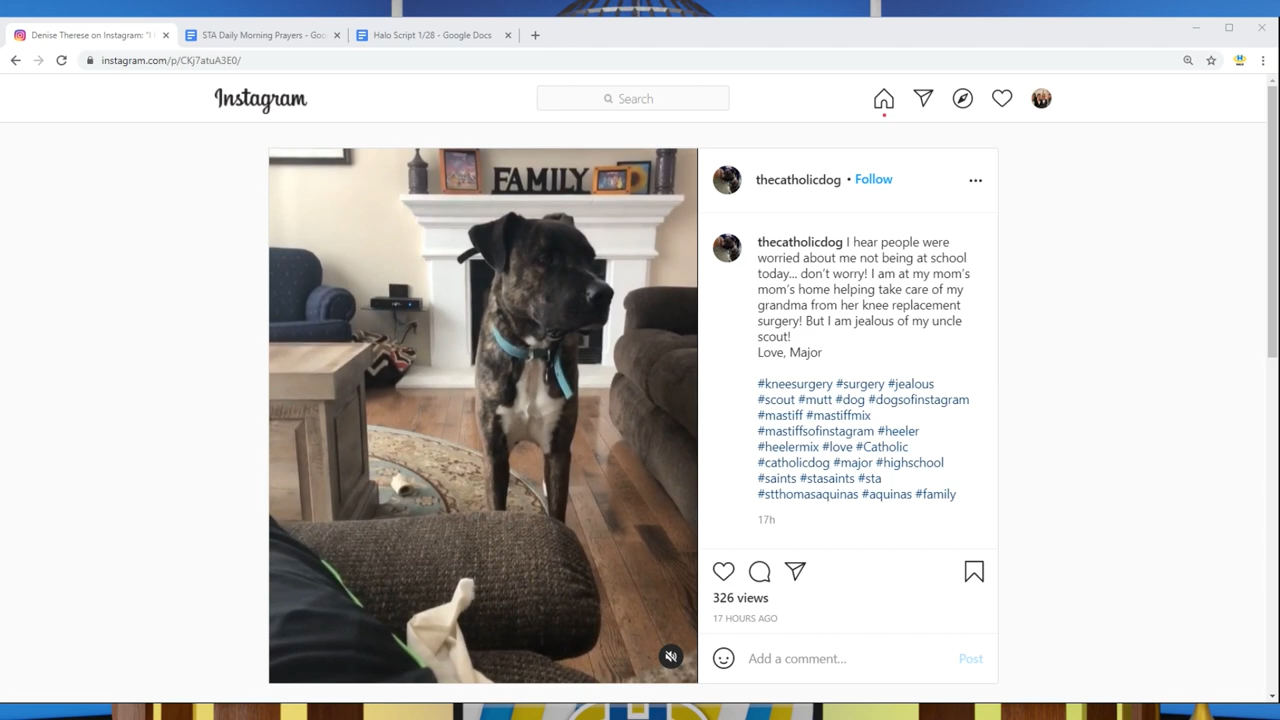 Denise Therese on Instagram: "I
STA Daily Morning Prayers - Goo
Halo Script 1/28 - Google Docs
instagram.com/p/CKj7atuA3E0/
Instagram
Search
FAMILY
thecatholicdog • Follow
thecatholicdog I hear people were
worried about me not being at school
today... don't worry! I am at my mom's
mom's home helping take care of my
grandma from her knee replacement
surgery! But I am jealous of my uncle
scout!
Love, Major
#kneesurgery #surgery #jealous
#scout #mutt #dog #dogsofinstagram
#mastiff #mastiffmix
#mastiffsofinstagram #heeler
#heelermix #love #Catholic
#catholicdog #major #highschool
#saints #stasaints #sta
#stthomasaquinas #aquinas #family
17h
326 views
17 HOURS AGO
Add a comment...
Post